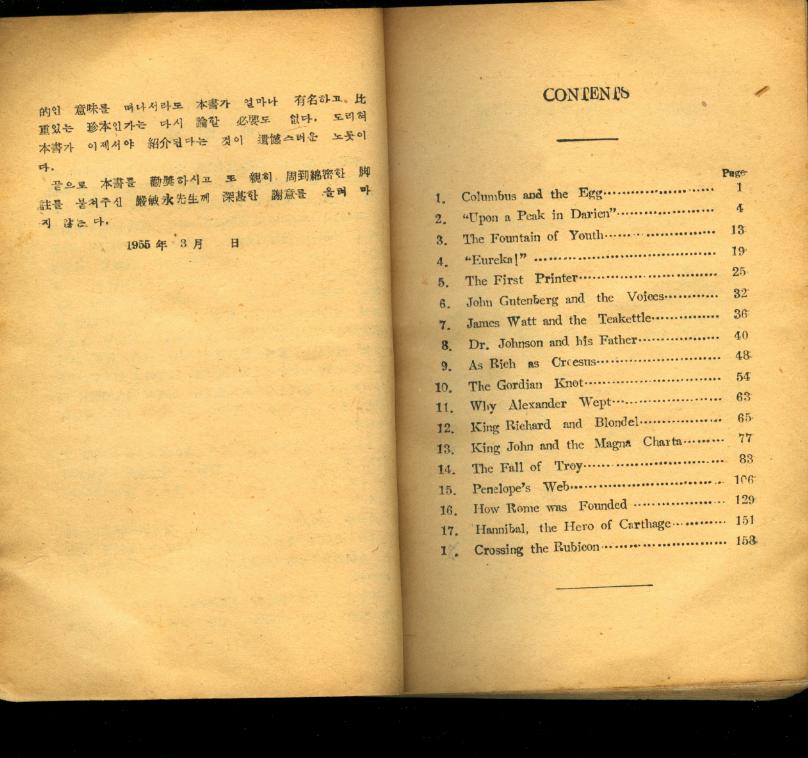 的인 意味를 떠나서라도 本書가 얼마나 有名하고 比
重있는 珍本인가는 다시 論할 必要도 없다. 도리혀
本書가 이제서야 紹介된다는 것이 遺憾스러운 노릇이
다.
끝으로 本書를 勸奬하시고 또 親히 周到綿密한 脚
註를 붙쳐주신 嚴敏永先生께 深甚한 謝意를 올려 마
지 않는 다.
1955 年 3 月 日
CONTENTS
Page
1. Columbus and the Egg 1
2. “Upon a Peak in Darien” 4
3. The Fountain of Youth 13
4. “Eureka!” 19
5. The First Printer 25
6. John Gutenberg and the Voices 32
7. James Watt and the Teakettle 36
8. Dr. Johnson and his Father 40
9. As Rich as Croesus 48
10. The Gordian Knot 54
11. Why Alexander Wept 63
12. King Richard and Blondel 65
13. King John and the Magna Charta 77
14. The Fall of Troy 83
15. Penelope’s Web 106
16. How Rome was Founded 129
17. Hannibal, the Hero of Carthage 151
1 . Crossing the Rubicon 158